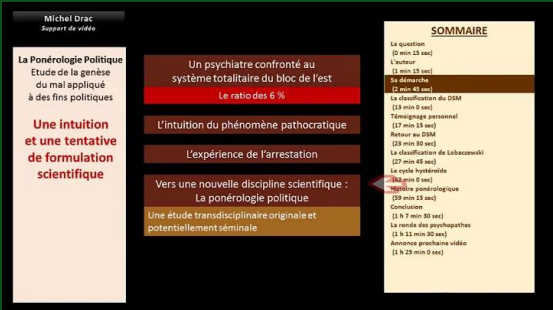 Michel Drac
Support de vidéo
La Ponérologie Politique
Etude de la genèse
du mal appliqué
à des fins politiques
Une intuition
et une tentative
de formulation
scientifique
Un psychiatre confronté au
système totalitaire du bloc de l'est
Le ratio des 6 %
L'intuition du phénomène pathocratique
L'expérience de l'arrestation
Vers une nouvelle discipline scientifique :
La ponérologie politique
Une étude transdisciplinaire originale et
potentiellement séminale
SOMMAIRE
La question
(0 min 15 sec)
L'auteur
(1 min 15 sec)
Sa démarche
(2 min 45 sec)
La classification du DSM
(13 min 0 sec)
Témoignage personnel
(17 min 15 sec)
Retour au DSM
(23 min 30 sec)
La classification de Lobaczewski
(27 min 45 sec)
Le cycle hystéroïde
(42 min 0 sec)
Histoire ponérologique
(59 min 15 sec)
Conclusion
(1 h 7 min 30 sec)
La ronde des psychopathes
(1 h 11 min 30 sec)
Annonce prochaine vidéo
(1 h 25 min 0 sec)